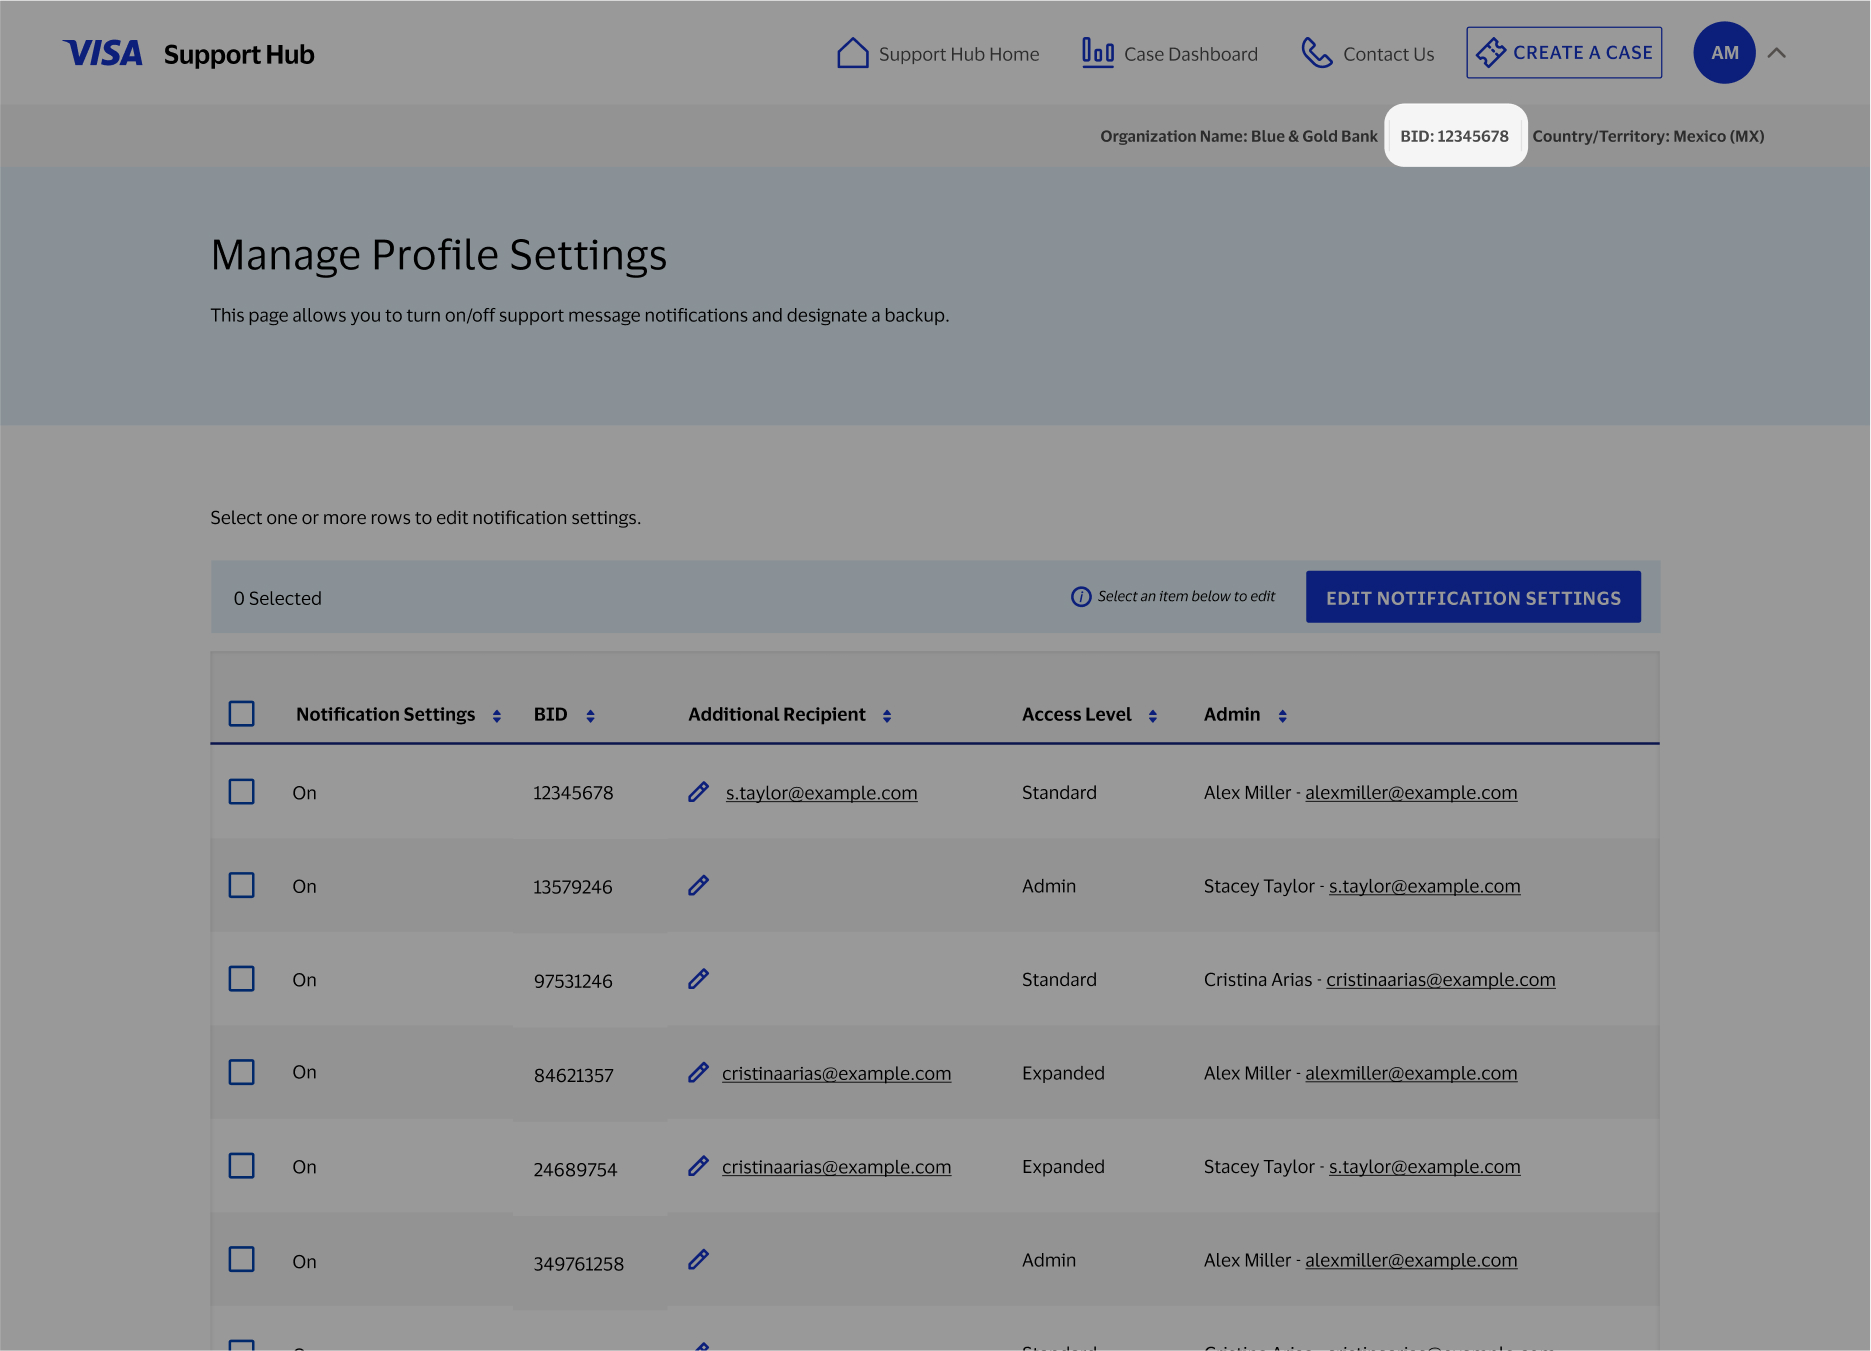 VISA Support Hub
Support Hub Home
Case Dashboard
Contact Us
CREATE A CASE
AM
Organization Name: Blue & Gold Bank
BID: 12345678
Country/Territory: Mexico (MX)
Manage Profile Settings
This page allows you to turn on/off support message notifications and designate a backup.
Select one or more rows to edit notification settings.
0 Selected
Select an item below to edit
EDIT NOTIFICATION SETTINGS
Notification Settings BID Additional Recipient Access Level Admin
On 12345678 s.taylor@example.com Standard Alex Miller - alexmiller@example.com
On 13579246 Admin Stacey Taylor - s.taylor@example.com
On 97531246 Standard Cristina Arias - cristinaarias@example.com
On 84621357 cristinaarias@example.com Expanded Alex Miller - alexmiller@example.com
On 24689754 cristinaarias@example.com Expanded Stacey Taylor - s.taylor@example.com
On 349761258 Admin Alex Miller - alexmiller@example.com